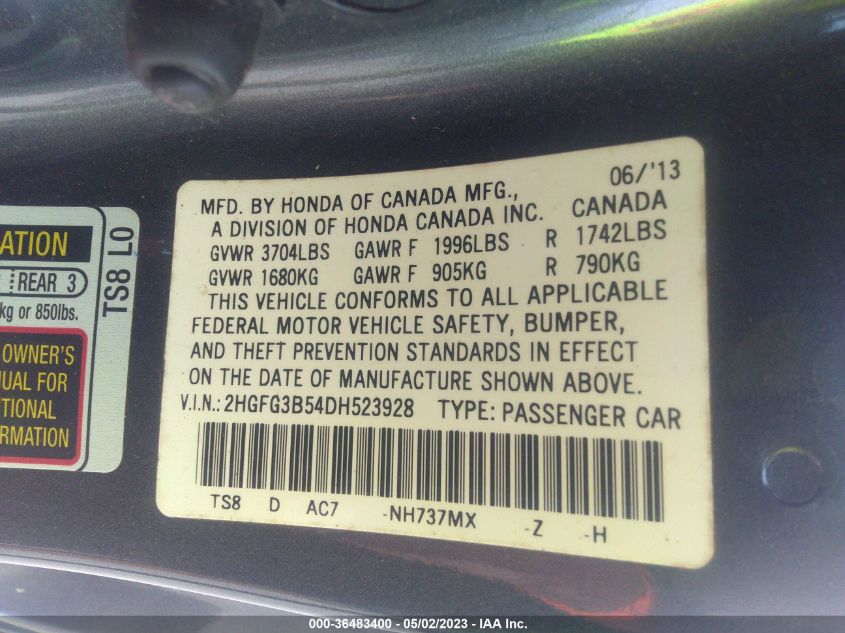 ATION
REAR 3
kg or 850lbs.
OWNER'S
UAL FOR
TIONAL
RMATION
TS8 L0
06/'13
MFD. BY HONDA OF CANADA MFG.,
A DIVISION OF HONDA CANADA INC. CANADA
GVWR 3704LBS GAWR F 1996LBS R 1742LBS
GVWR 1680KG GAWR F 905KG R 790KG
THIS VEHICLE CONFORMS TO ALL APPLICABLE
FEDERAL MOTOR VEHICLE SAFETY, BUMPER,
AND THEFT PREVENTION STANDARDS IN EFFECT
ON THE DATE OF MANUFACTURE SHOWN ABOVE.
V.I.N.: 2HGFG3B54DH523928 TYPE: PASSENGER CAR
TS8 D AC7 -NH737MX -Z -H
000-36483400 - 05/02/2023 - IAA Inc.